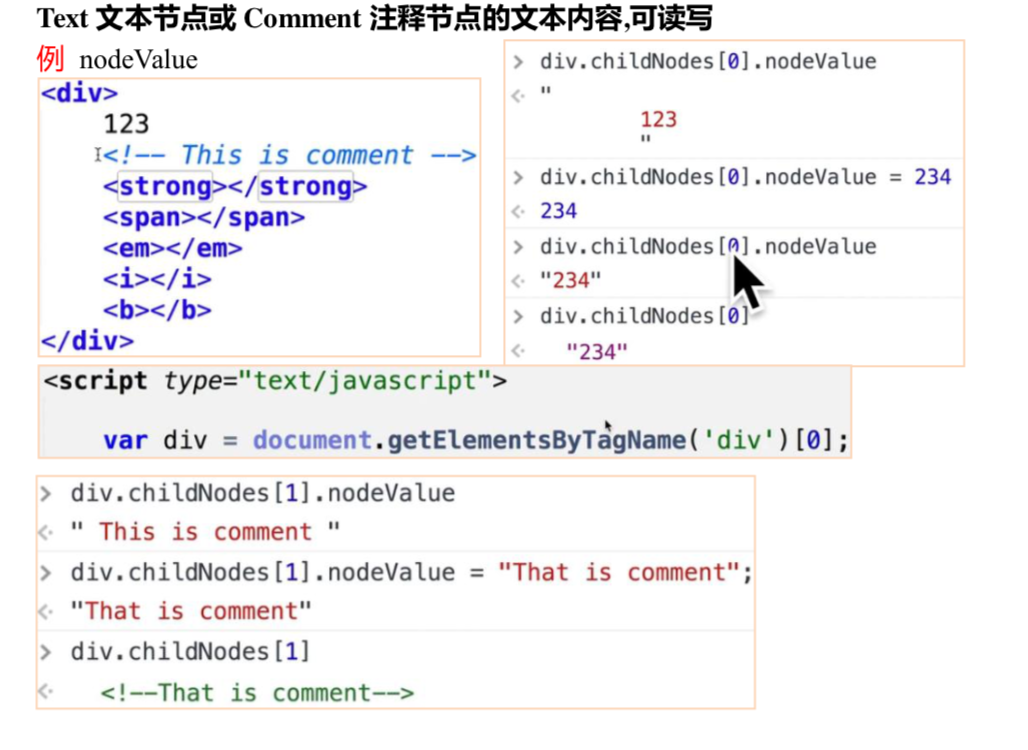 Text 文本节点或 Comment 注释节点的文本内容,可读写
例 nodeValue
<div>
123
<!-- This is comment -->
<strong></strong>
<span></span>
<em></em>
<i></i>
<b></b>
</div>
> div.childNodes[0].nodeValue
<· "
123
"
> div.childNodes[0].nodeValue = 234
<· 234
> div.childNodes[0].nodeValue
<· "234"
> div.childNodes[0]
<· "234"
<script type="text/javascript">
var div = document.getElementsByTagName('div')[0];
> div.childNodes[1].nodeValue
<· " This is comment "
> div.childNodes[1].nodeValue = "That is comment";
<· "That is comment"
> div.childNodes[1]
<· <!--That is comment-->